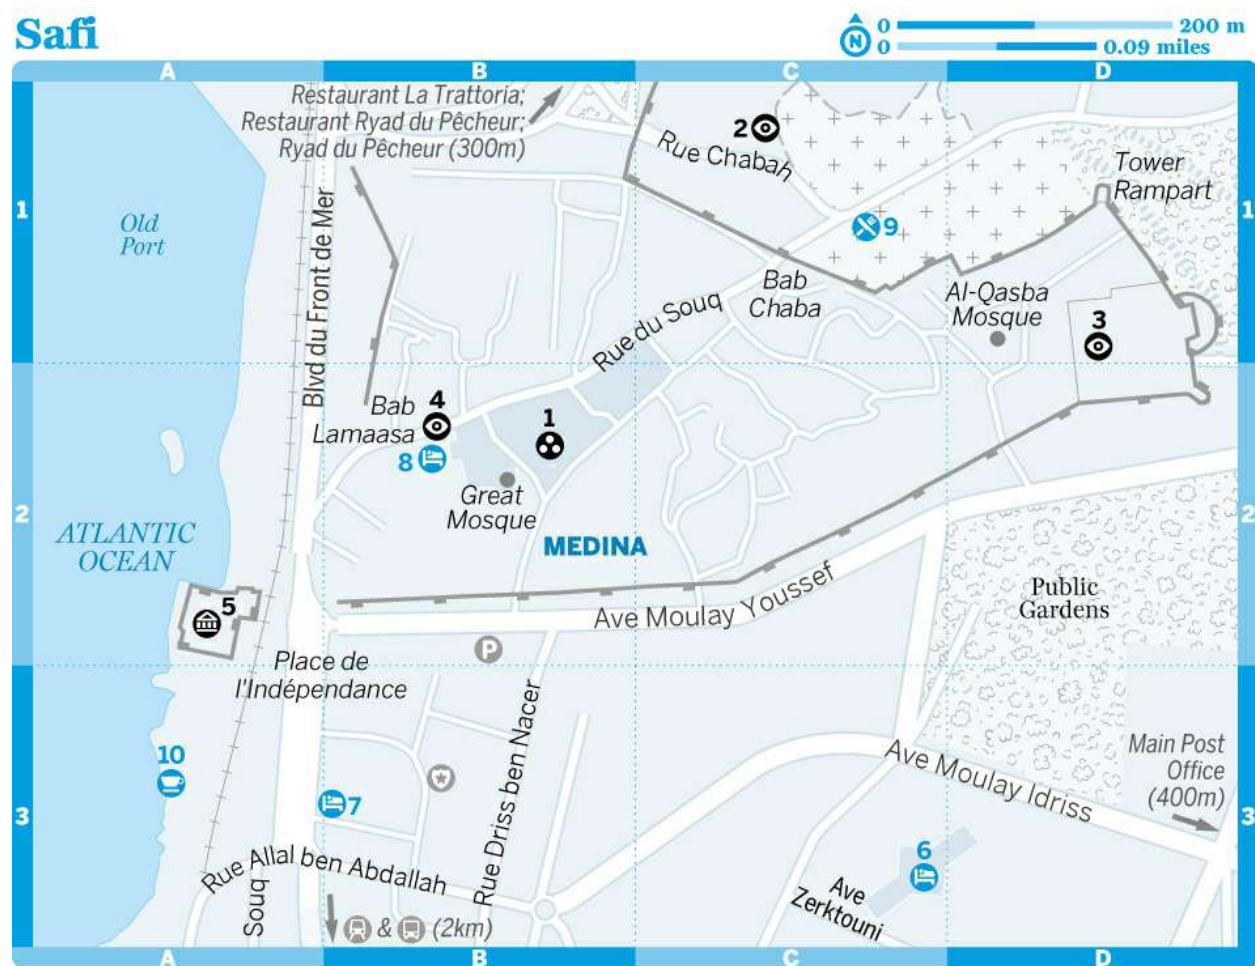 Safi
0 200 m
N
0 0.09 miles
A B C D
Restaurant La Trattoria;
Restaurant Ryad du Pêcheur;
Ryad du Pêcheur (300m)
2
Rue Chabah
Tower
Rampart
1
1
Old
Port
Blvd du Front de Mer
9
Bab
Chaba
Al-Qasba
Mosque
3
Rue du Souq
Bab
Lamaasa
4
1
8
Great
Mosque
2
2
ATLANTIC
OCEAN
MEDINA
Public
Gardens
5
Ave Moulay Youssef
P
Place de
l'Indépendance
Rue Driss ben Nacer
10
7
Ave Moulay Idriss
Main Post
Office
(400m)
3
3
6
Rue Allal ben Abdallah
Souq
Ave
Zerktouni
& (2km)
A B C D